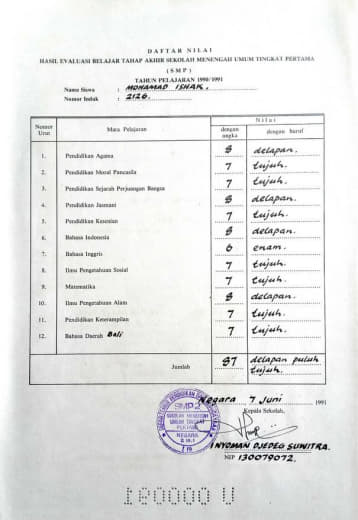 DAFTAR NILAI
HASIL EVALUASI BELAJAR TAHAP AKHIR SEKOLAH MENENGAH UMUM TINGKAT PERTAMA
(SMP)
TAHUN PELAJARAN 1990/1991
Nama Siswa : MOHAMAD ISHAK.
Nomor Induk : 2126.
Nomor Urut Mata Pelajaran Nilai
dengan angka dengan huruf
1. Pendidikan Agama 8 delapan.
2. Pendidikan Moral Pancasila 7 tujuh.
3. Pendidikan Sejarah Perjuangan Bangsa 7 tujuh.
4. Pendidikan Jasmani 8 delapan.
5. Pendidikan Kesenian 7 tujuh.
6. Bahasa Indonesia 8 delapan.
7. Bahasa Inggris 6 enam.
8. Ilmu Pengetahuan Sosial 7 tujuh.
9. Matematika 7 tujuh.
10. Ilmu Pengetahuan Alam 8 delapan.
11. Pendidikan Keterampilan 7 tujuh.
12. Bahasa Daerah Bali 7 tujuh.
Jumlah 87 delapan puluh
tujuh.
Negara 7 Juni 1991
Kepala Sekolah,
SMP 2
SEKOLAH MENENGAH
UMUM TINGKAT
PERTAMA
NEGARA
I NYOMAN DJEDEG SUWITRA.
NIP 130079072.